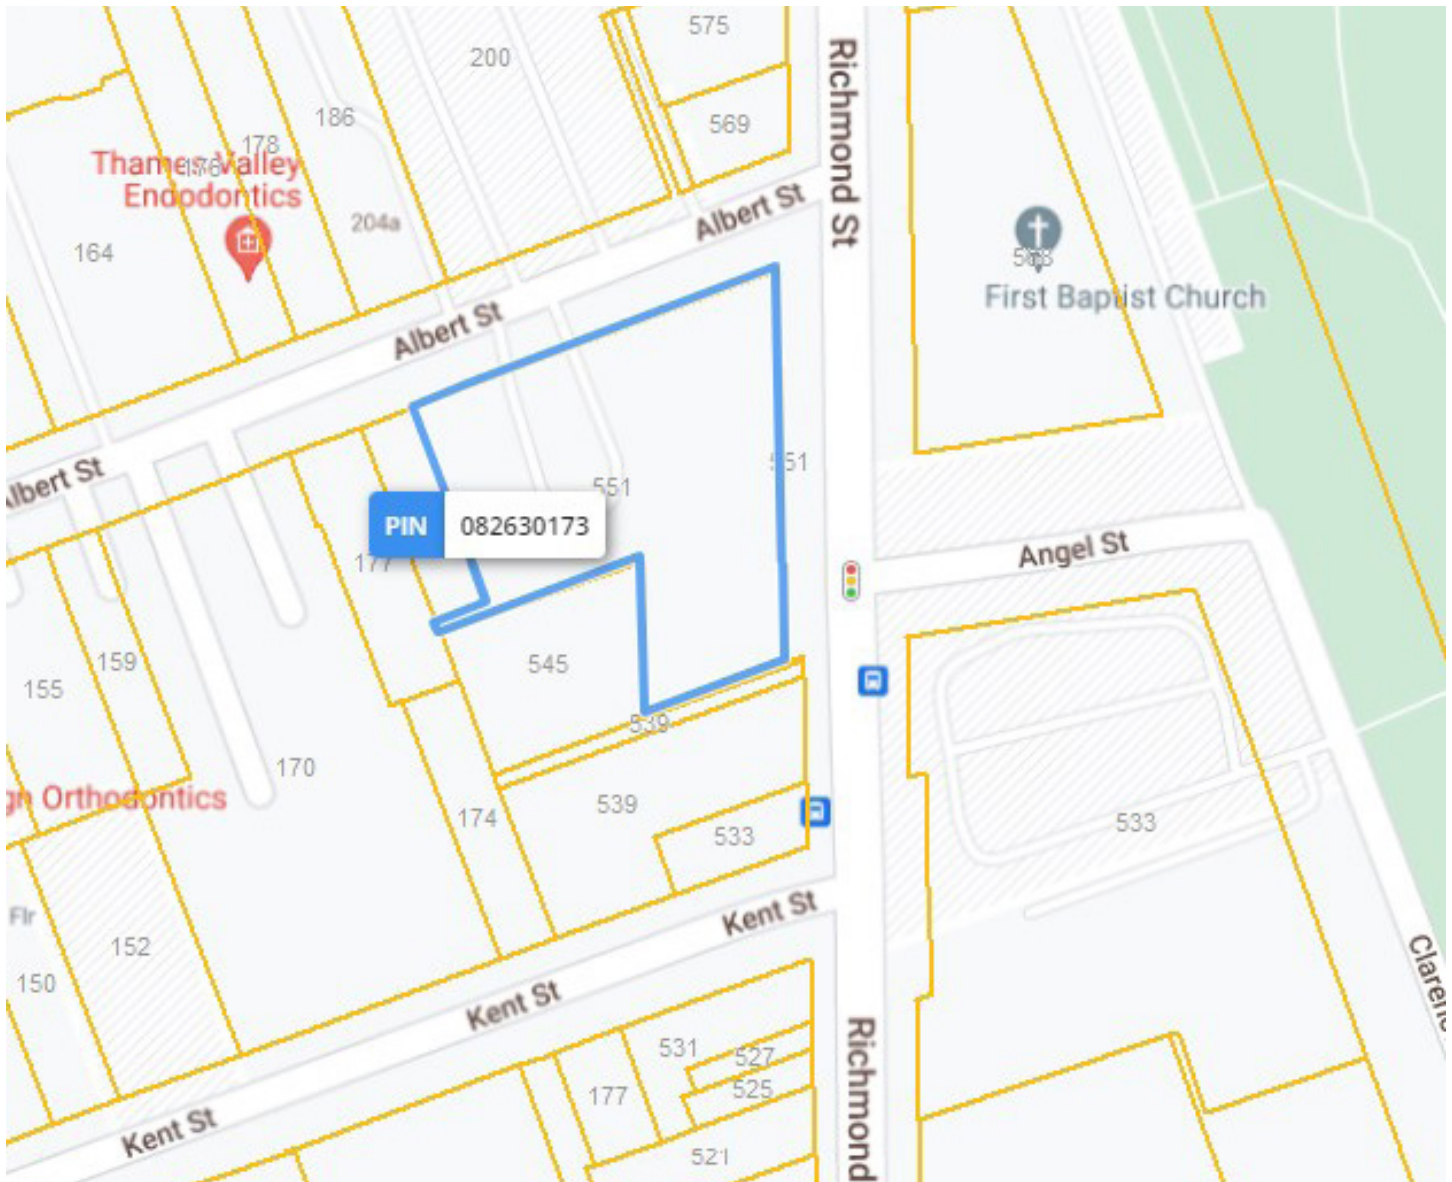 575
200
Richmond St
186
569
178
Thames Valley
Endodontics
Albert St
204a
164
First Baptist Church
Albert St
551
551
Albert St
PIN 082630173
177
Angel St
159
545
155
539
170
gn Orthodontics
539
174
533
533
Kent St
Flr
152
150
Kent St
Richmond
531
527
525
177
Kent St
521